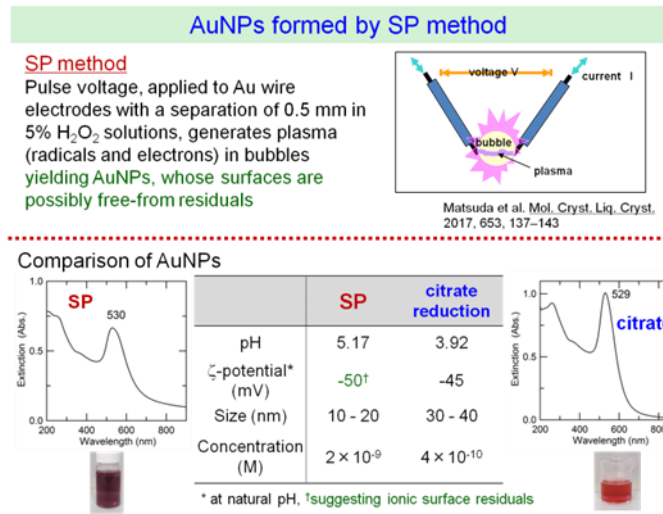 AuNPs formed by SP method
SP method
Pulse voltage, applied to Au wire
electrodes with a separation of 0.5 mm in
5% H₂O₂ solutions, generates plasma
(radicals and electrons) in bubbles
yielding AuNPs, whose surfaces are
possibly free-from residuals
voltage V
current I
bubble
plasma
Matsuda et al. Mol. Cryst. Liq. Cryst.
2017, 653, 137–143
Comparison of AuNPs
SP
530
Extinction (Abs.)
1.0
0.5
0.0
200 400 600 800
Wavelength (nm)
SP citrate reduction
pH 5.17 3.92
ζ-potential* (mV) -50† -45
Size (nm) 10 - 20 30 - 40
Concentration (M) 2 × 10⁻⁹ 4 × 10⁻¹⁰
* at natural pH, †suggesting ionic surface residuals
529
citrate
Extinction (Abs.)
1.0
0.5
0.0
200 400 600 800
Wavelength (nm)